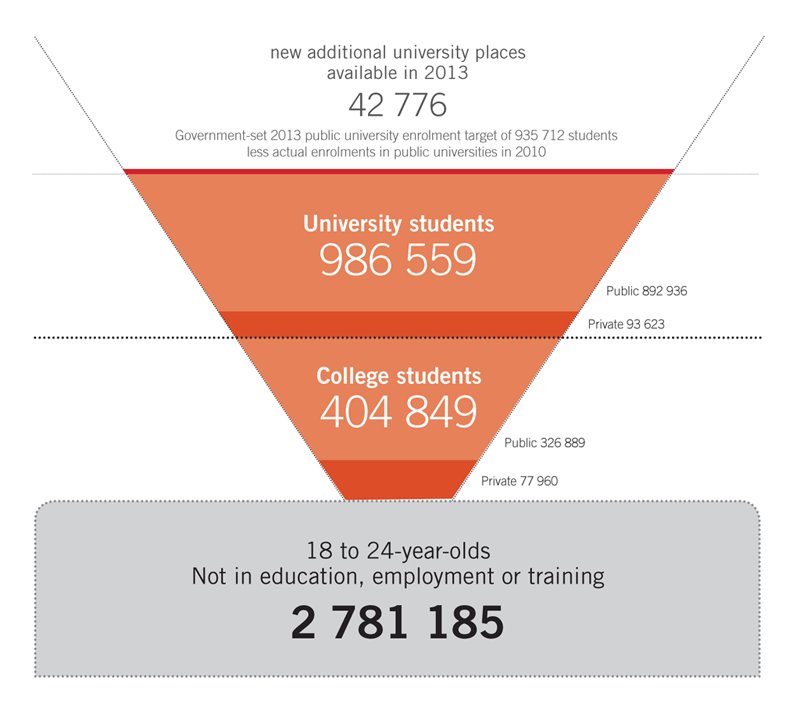 new additional university places
available in 2013
42 776
Government-set 2013 public university enrolment target of 935 712 students
less actual enrolments in public universities in 2010
University students
986 559
Public 892 936
Private 93 623
College students
404 849
Public 326 889
Private 77 960
18 to 24-year-olds
Not in education, employment or training
2 781 185